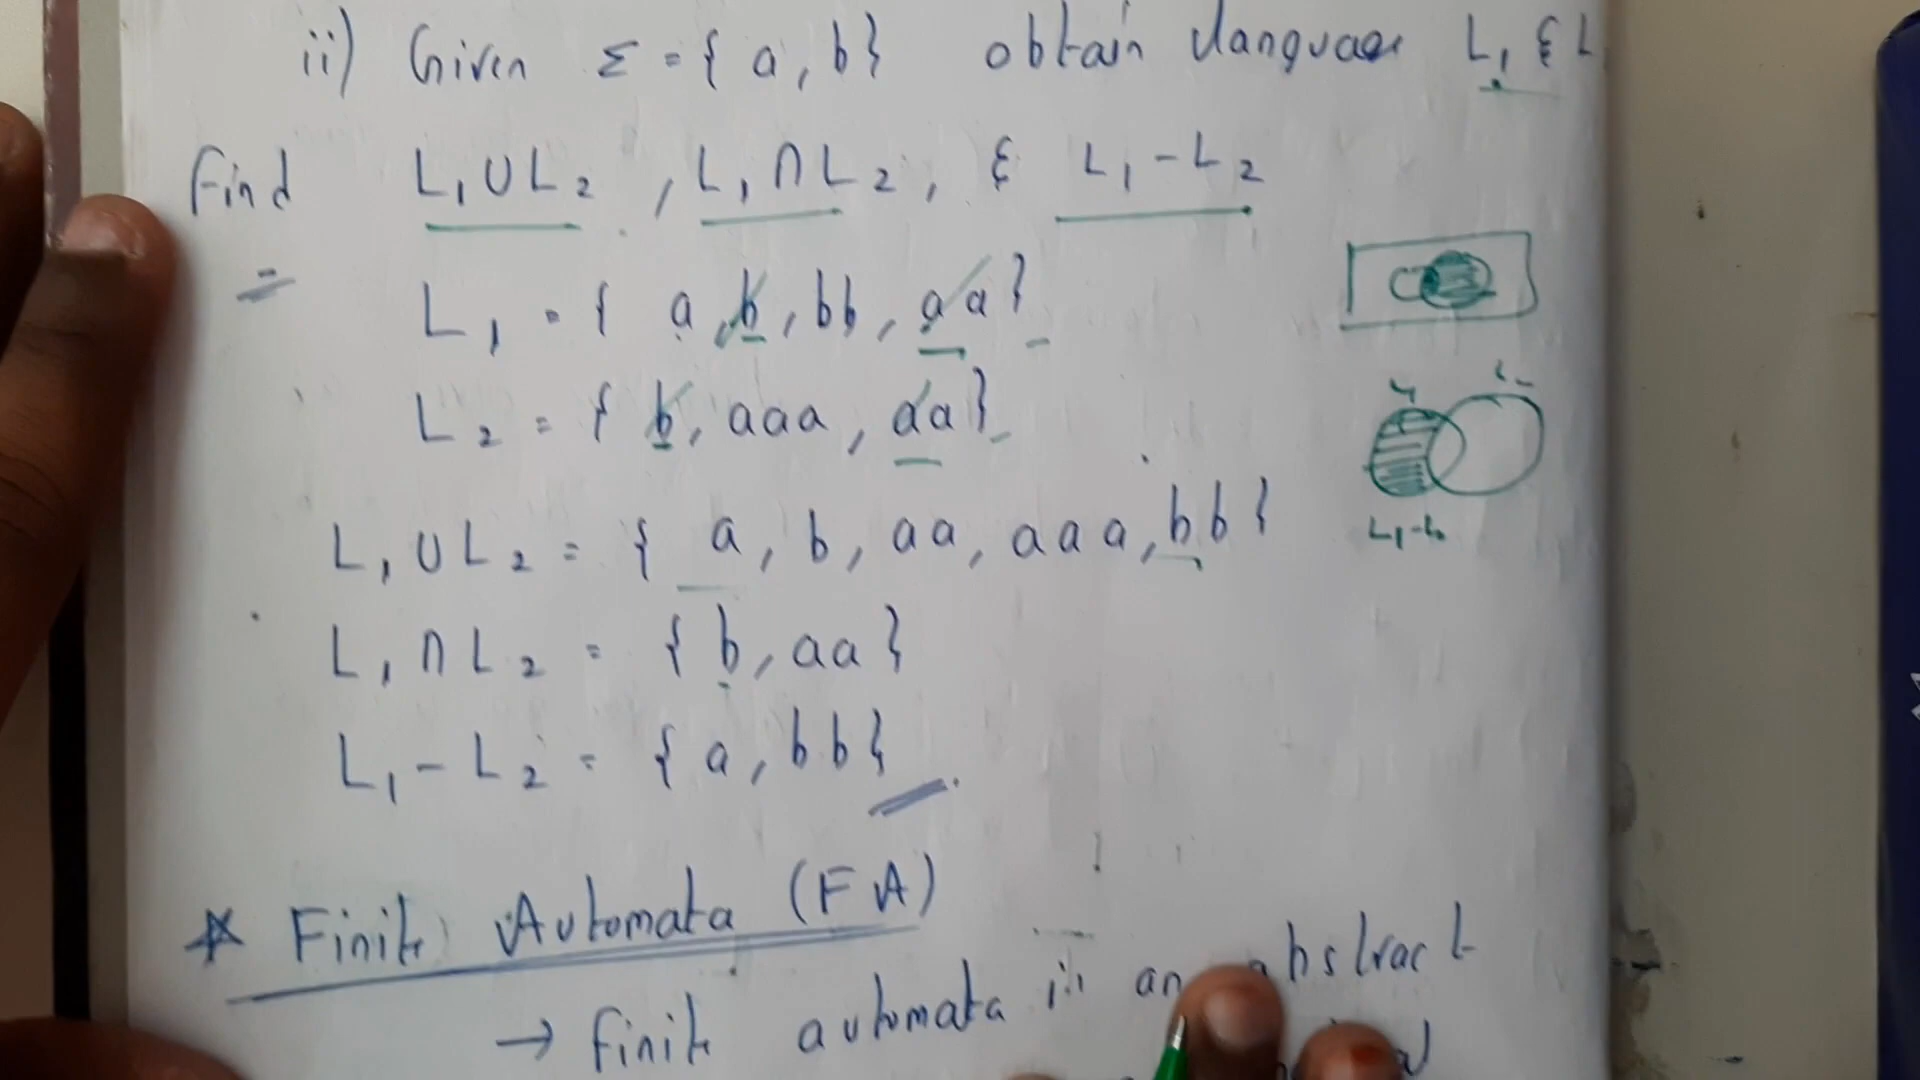 ii) Given Σ = { a, b} obtain languages L₁ & L
Find L₁ U L₂ , L₁ ∩ L₂ , & L₁ - L₂
L₁ = { a, b, bb, aa }
L₂ = { b, aaa, aa }
L₁ - L₂
L₁ U L₂ = { a, b, aa, aaa, bb }
L₁ ∩ L₂ = { b, aa }
L₁ - L₂ = { a, bb }
* Finite Automata (FA)
→ Finite automata is an abstract